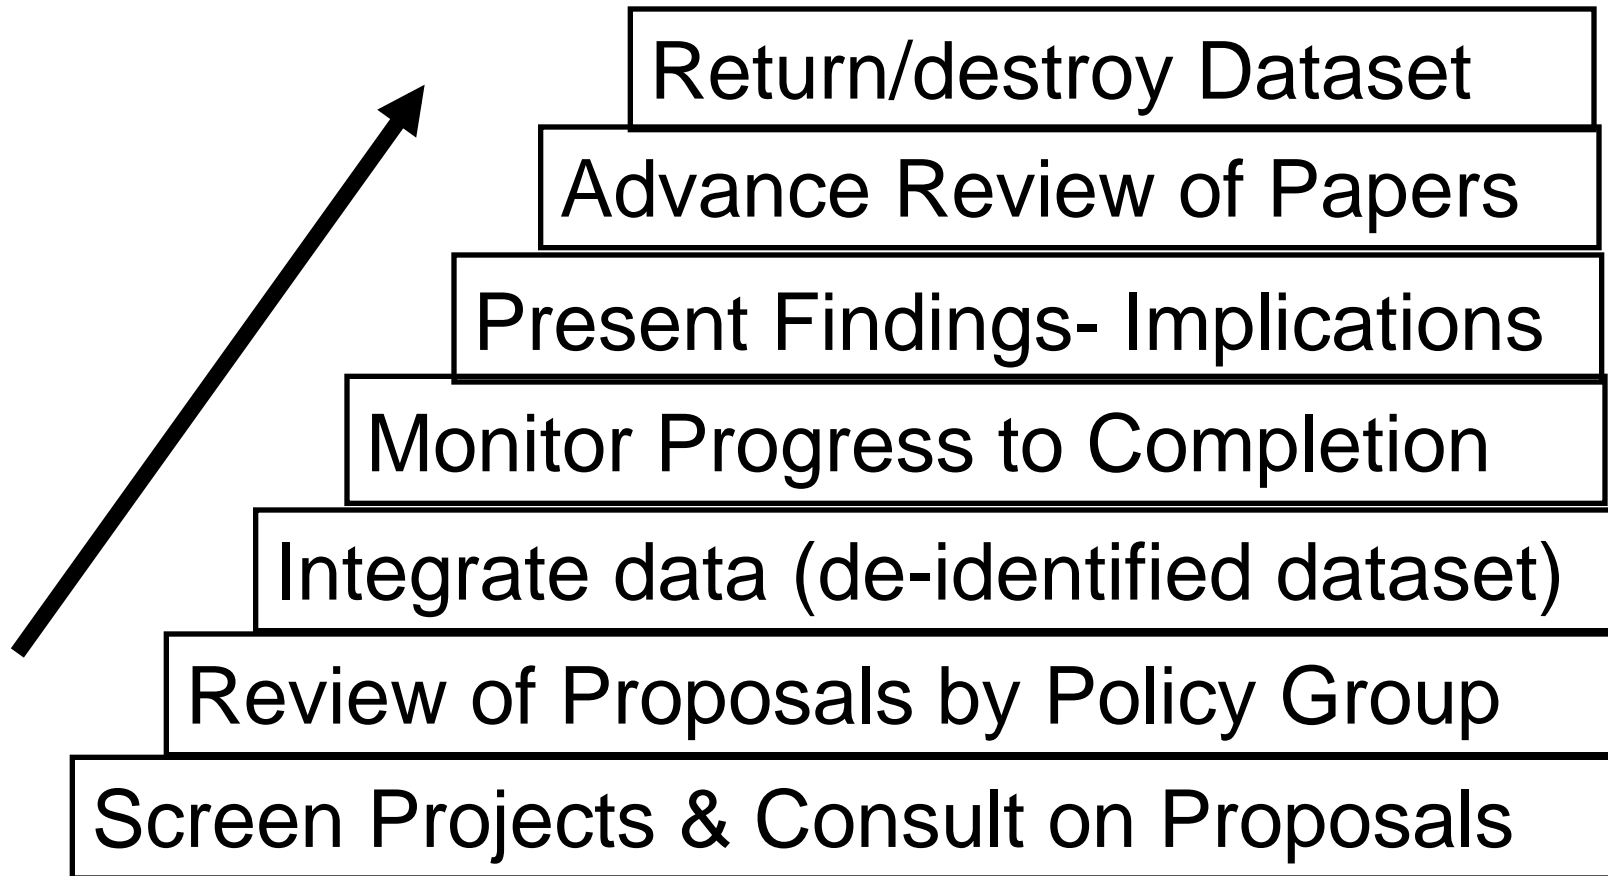 Return/destroy Dataset
Advance Review of Papers
Present Findings- Implications
Monitor Progress to Completion
Integrate data (de-identified dataset)
Review of Proposals by Policy Group
Screen Projects & Consult on Proposals